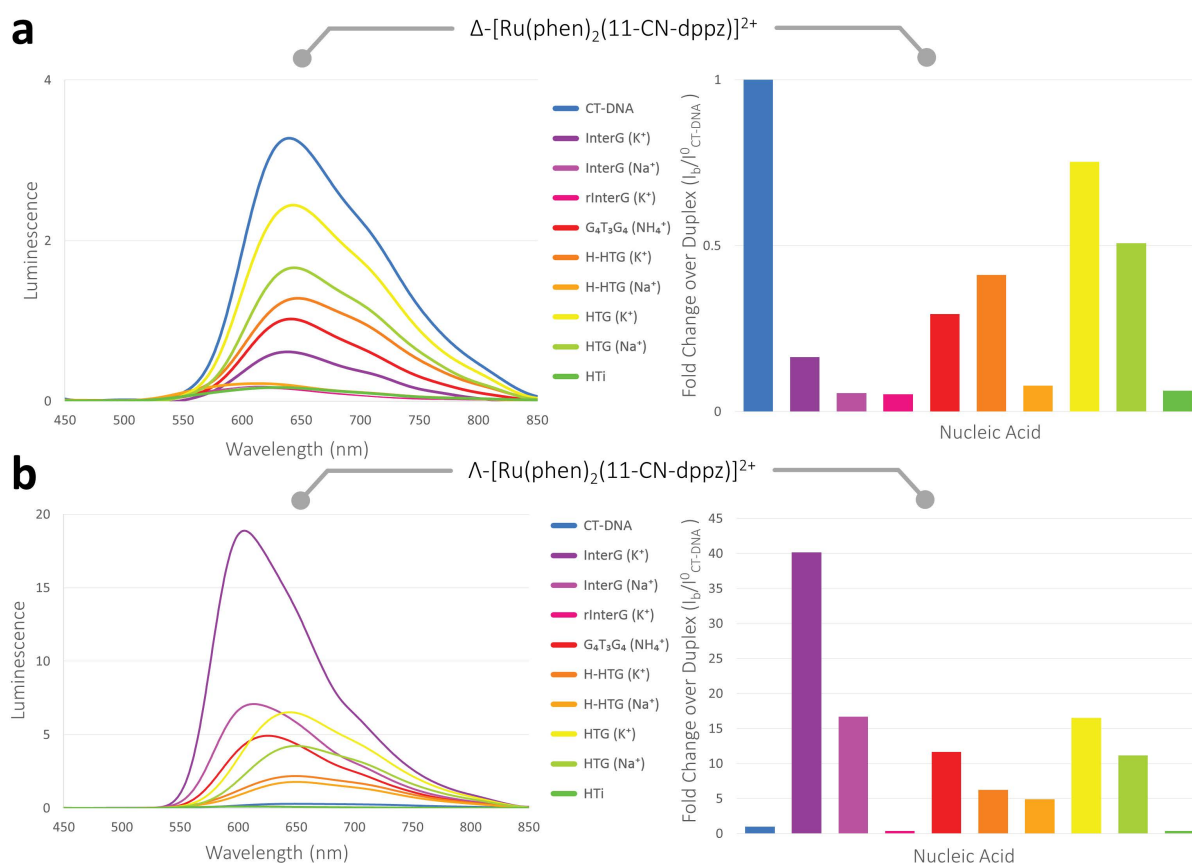 a
Δ-[Ru(phen)₂(11-CN-dppz)]²⁺
Luminescence
4
2
0
450 500 550 600 650 700 750 800 850
Wavelength (nm)
CT-DNA
InterG (K⁺)
InterG (Na⁺)
rInterG (K⁺)
G₄T₃G₄ (NH₄⁺)
H-HTG (K⁺)
H-HTG (Na⁺)
HTG (K⁺)
HTG (Na⁺)
HTi
Fold Change over Duplex (I_b/I⁰_CT-DNA )
1
0.5
0
Nucleic Acid
b
Λ-[Ru(phen)₂(11-CN-dppz)]²⁺
Luminescence
20
15
10
5
0
450 500 550 600 650 700 750 800 850
Wavelength (nm)
CT-DNA
InterG (K⁺)
InterG (Na⁺)
rInterG (K⁺)
G₄T₃G₄ (NH₄⁺)
H-HTG (K⁺)
H-HTG (Na⁺)
HTG (K⁺)
HTG (Na⁺)
HTi
Fold Change over Duplex (I_b/I⁰_CT-DNA )
45
40
35
30
25
20
15
10
5
0
Nucleic Acid